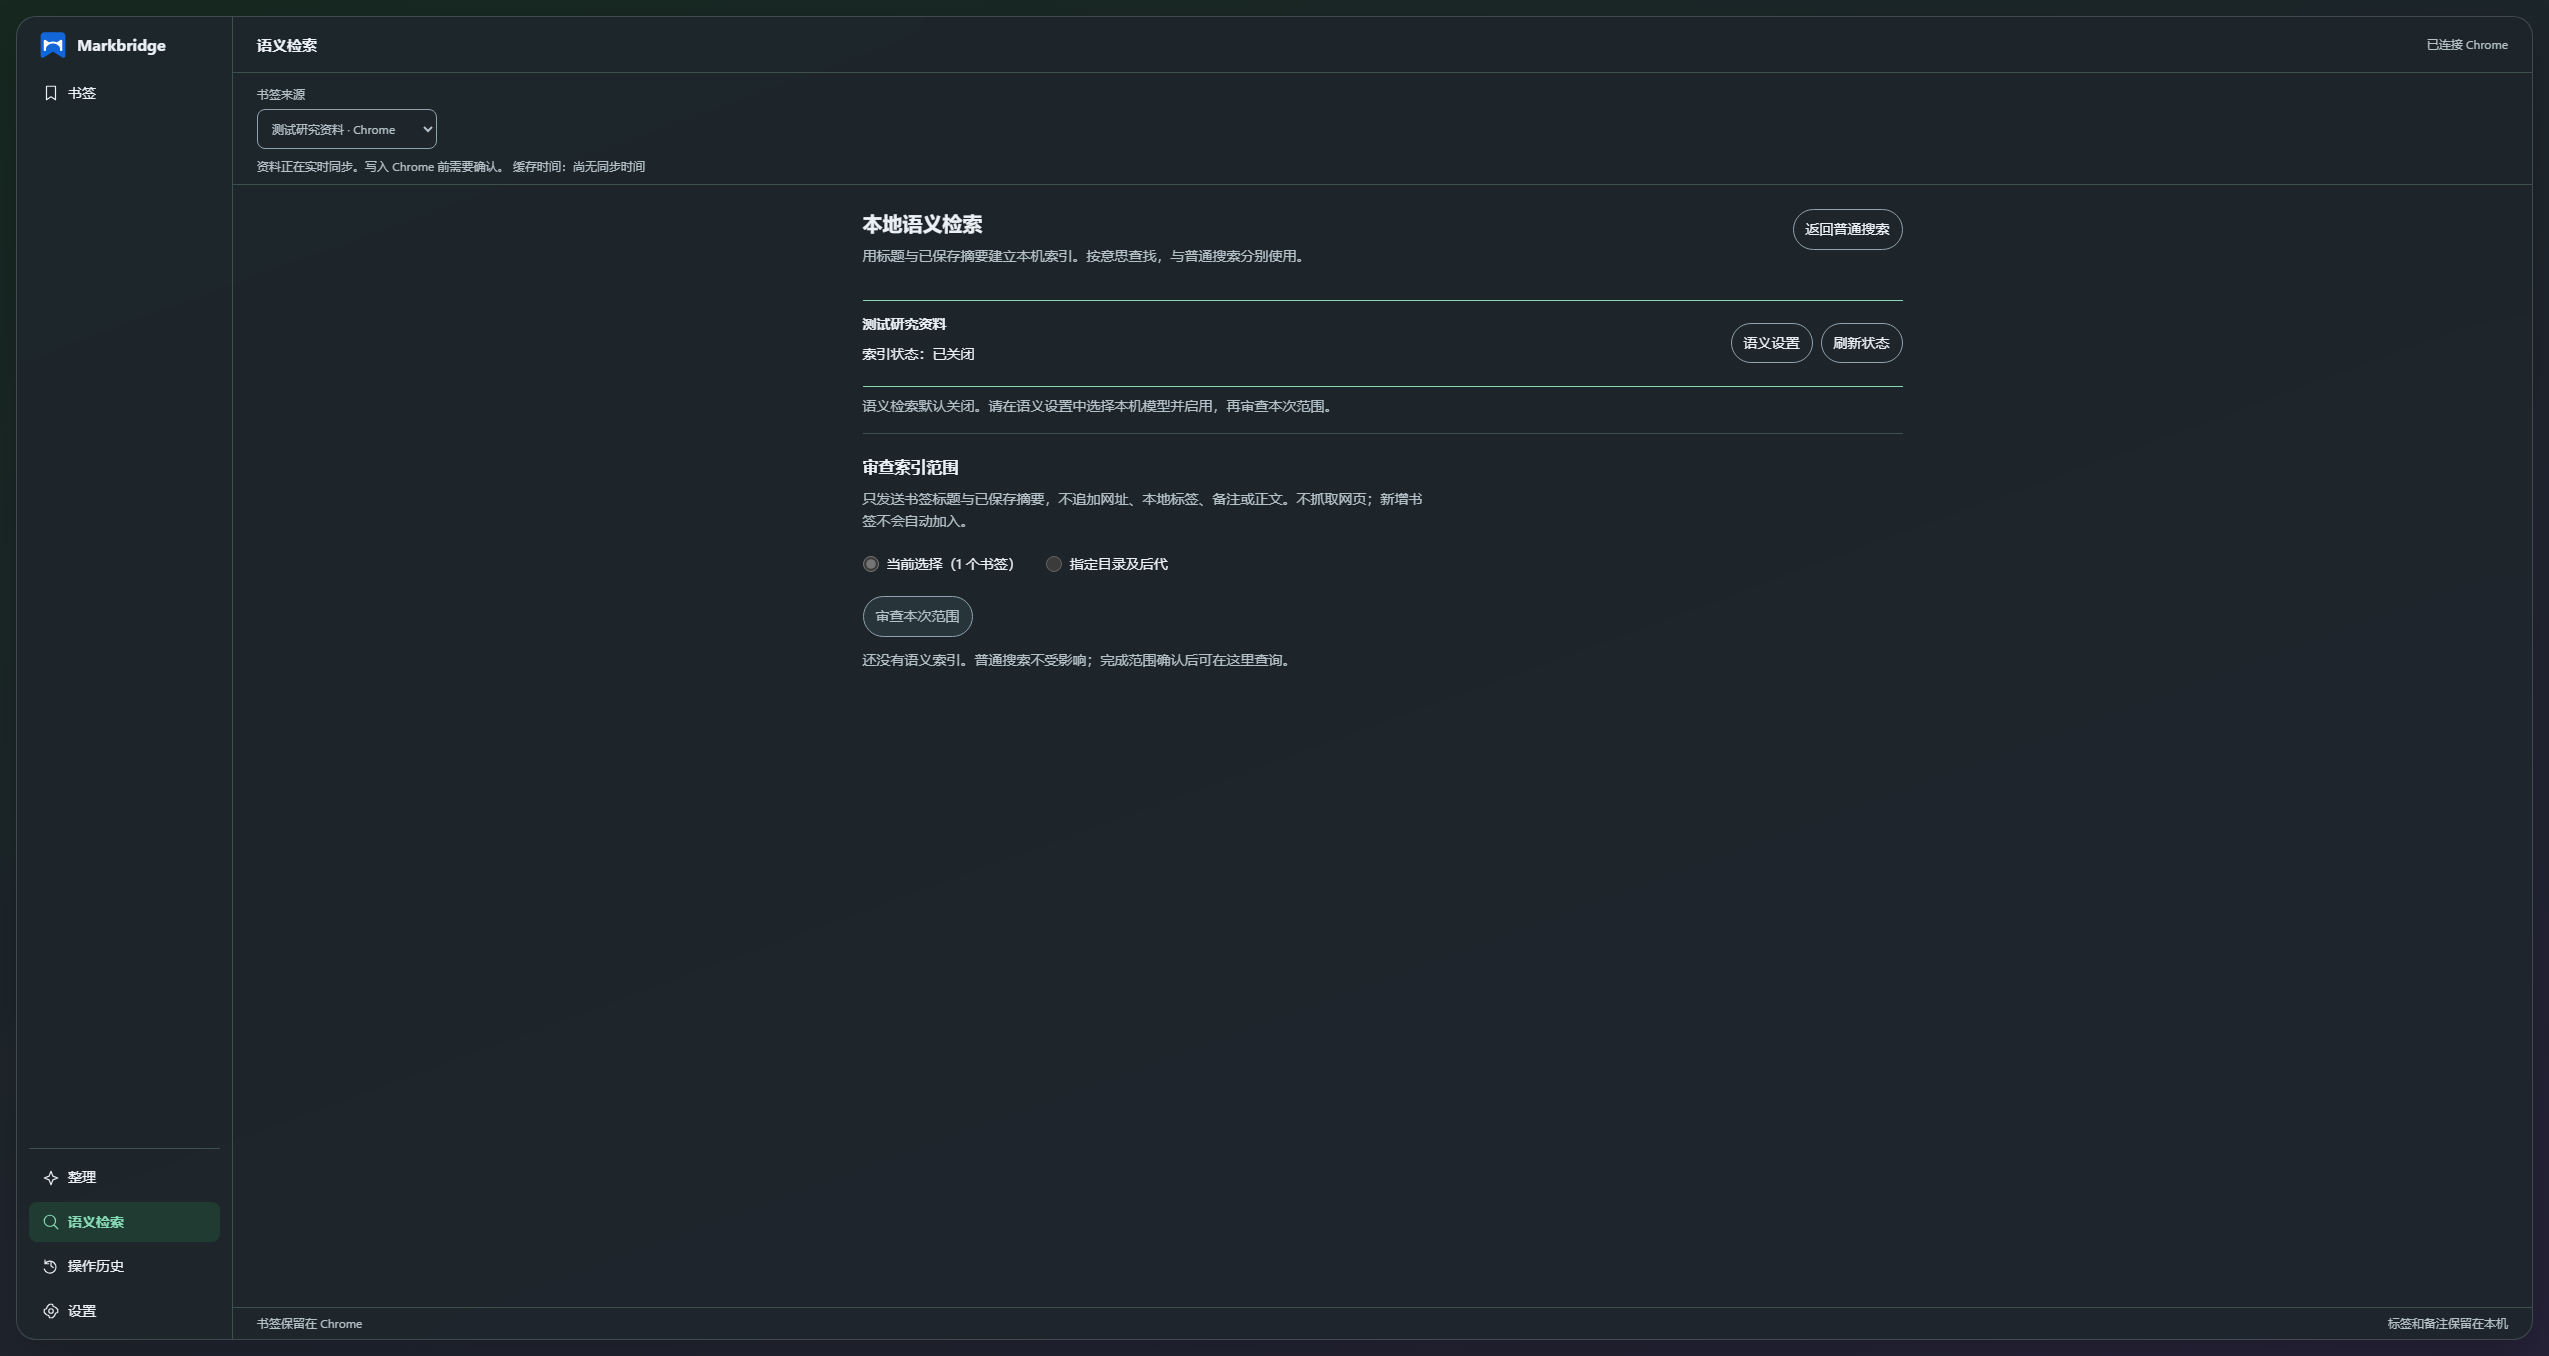 Markbridge
语义检索
已连接 Chrome
书签
书签来源
测试研究资料 · Chrome
资料正在实时同步。写入 Chrome 前需要确认。 缓存时间：尚无同步时间
本地语义检索
返回普通搜索
用标题与已保存摘要建立本机索引。按意思查找，与普通搜索分别使用。
测试研究资料
索引状态：已关闭
语义设置
刷新状态
语义检索默认关闭。请在语义设置中选择本机模型并启用，再审查本次范围。
审查索引范围
只发送书签标题与已保存摘要，不追加网址、本地标签、备注或正文。不抓取网页；新增书
签不会自动加入。
当前选择（1 个书签）
指定目录及后代
审查本次范围
还没有语义索引。普通搜索不受影响；完成范围确认后可在这里查询。
整理
语义检索
操作历史
设置
书签保留在 Chrome
标签和备注保留在本机